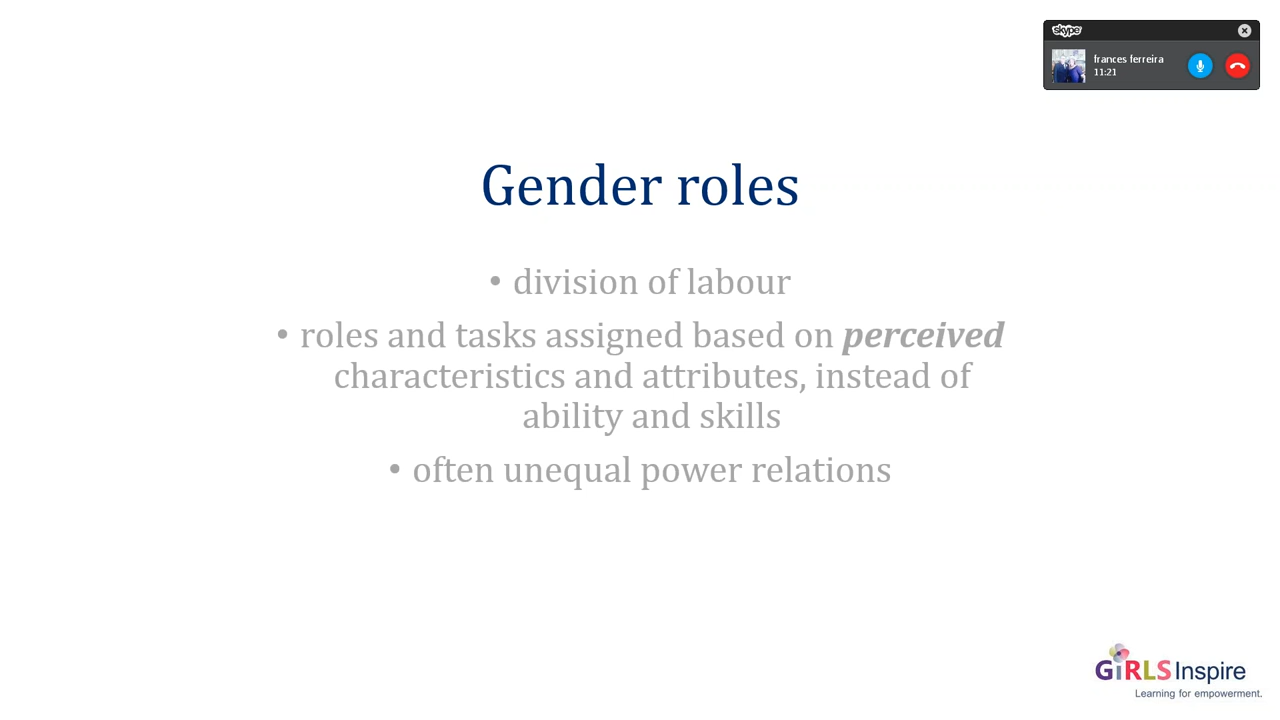 skype
frances ferreira
11:21
Gender roles
• division of labour
• roles and tasks assigned based on perceived
characteristics and attributes, instead of
ability and skills
• often unequal power relations
GiRLS Inspire
Learning for empowerment.